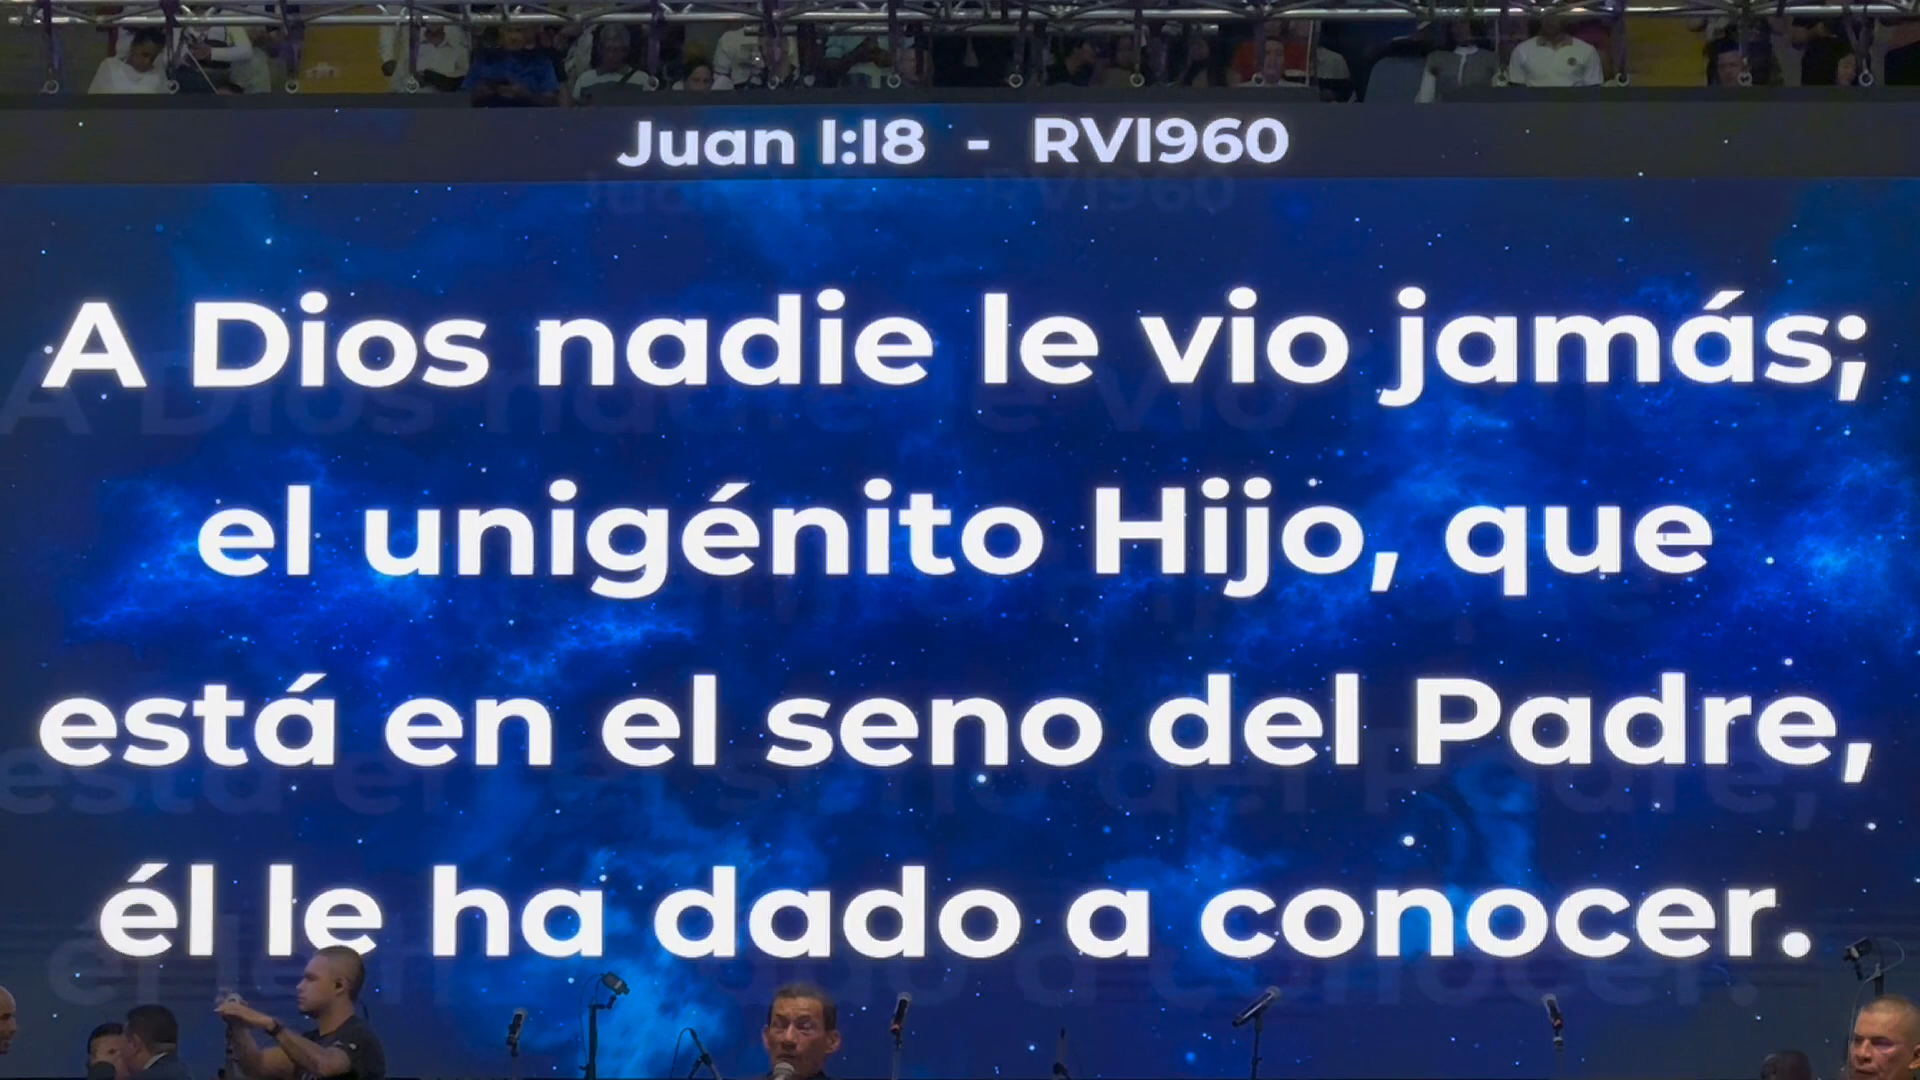 Juan 1:18 - RV1960
A Dios nadie le vio jamás;
el unigénito Hijo, que
está en el seno del Padre,
él le ha dado a conocer.